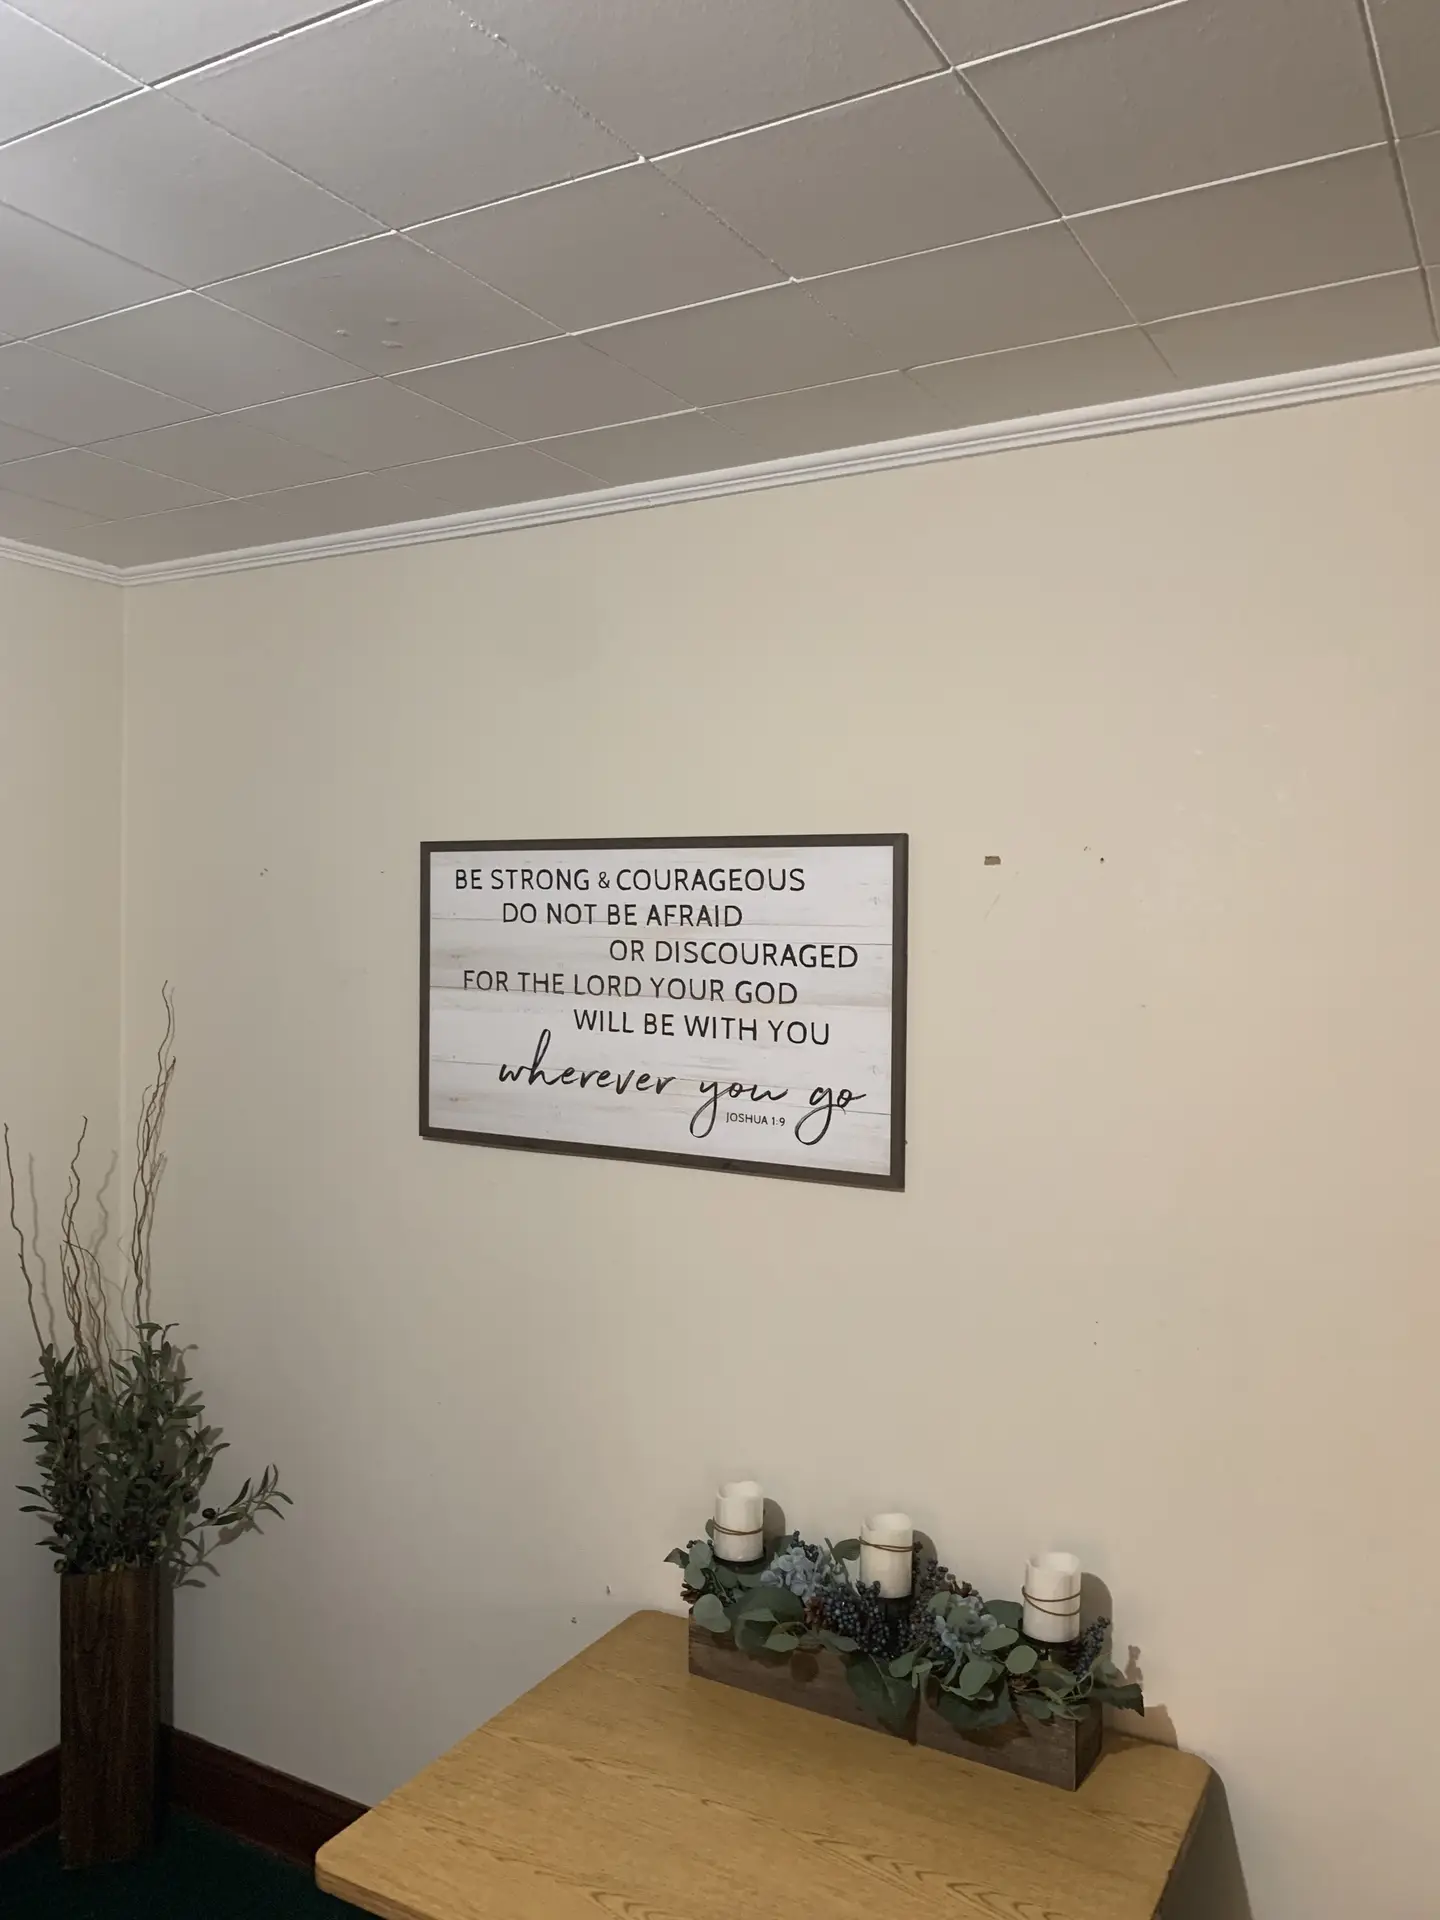 BE STRONG & COURAGEOUS
DO NOT BE AFRAID
OR DISCOURAGED
FOR THE LORD YOUR GOD
WILL BE WITH YOU
wherever you go
JOSHUA 1:9